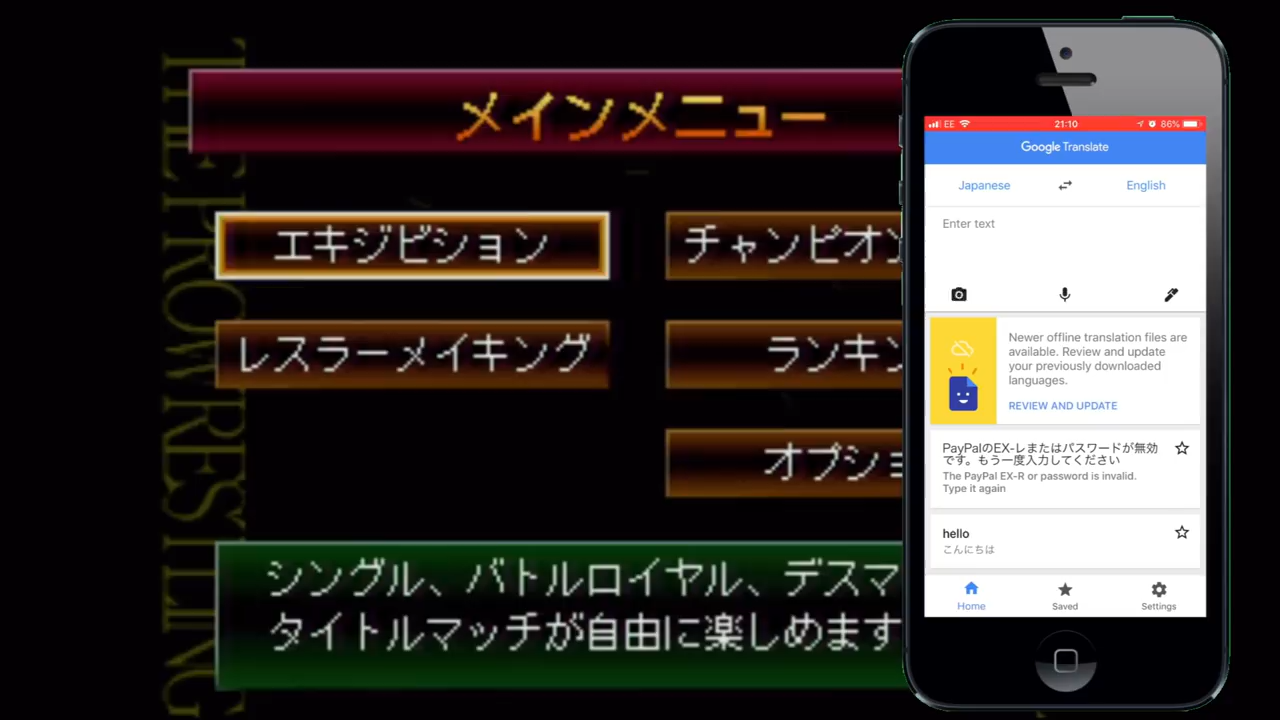 THE PRO WRESTLING
メインメニュー
エキジビション
チャンピオン
レスラーメイキング
ランキン
オプショ
シングル、バトルロイヤル、デスマ
タイトルマッチが自由に楽しめます
EE
21:10
86%
Google Translate
Japanese
English
Enter text
Newer offline translation files are
available. Review and update
your previously downloaded
languages.
REVIEW AND UPDATE
PayPalのEX-レまたはパスワードが無効
です。もう一度入力してください
The PayPal EX-R or password is invalid.
Type it again
hello
こんにちは
Home
Saved
Settings